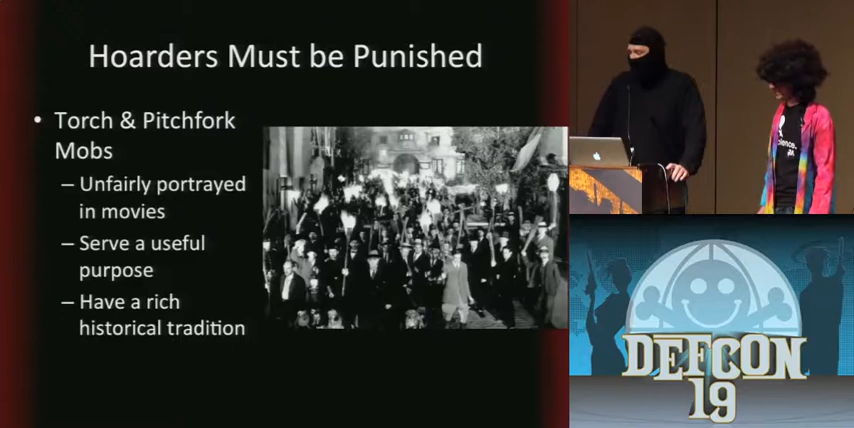 Hoarders Must be Punished
• Torch & Pitchfork
Mobs
– Unfairly portrayed
in movies
– Serve a useful
purpose
– Have a rich
historical tradition
DEFCON
19